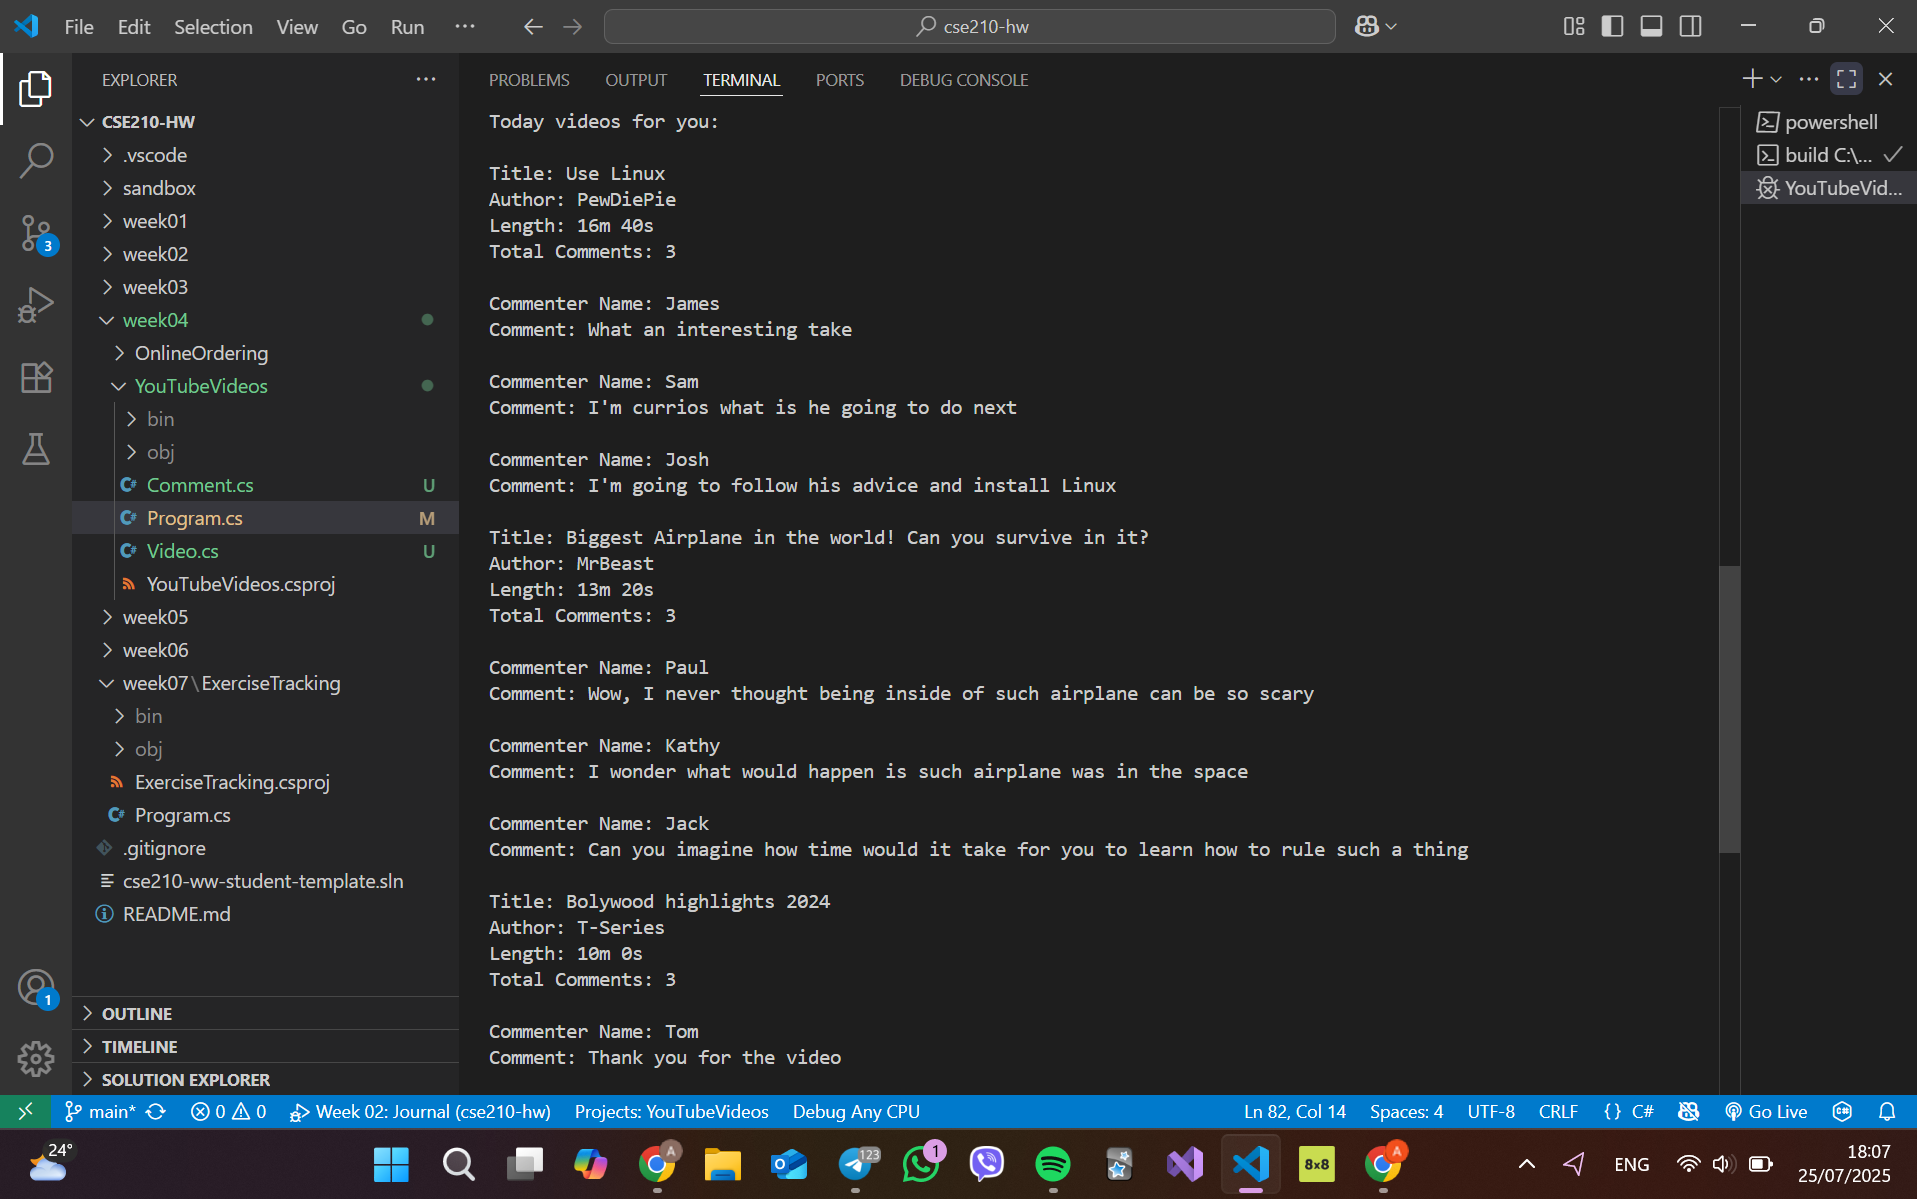 File Edit Selection View Go Run ··· cse210-hw
EXPLORER ···
CSE210-HW
.vscode
sandbox
week01
week02
week03
week04
OnlineOrdering
YouTubeVideos
bin
obj
Comment.cs U
Program.cs M
Video.cs U
YouTubeVideos.csproj
week05
week06
week07\ExerciseTracking
bin
obj
ExerciseTracking.csproj
Program.cs
.gitignore
cse210-ww-student-template.sln
README.md
OUTLINE
TIMELINE
SOLUTION EXPLORER
3
1
PROBLEMS OUTPUT TERMINAL PORTS DEBUG CONSOLE
Today videos for you:
Title: Use Linux
Author: PewDiePie
Length: 16m 40s
Total Comments: 3
Commenter Name: James
Comment: What an interesting take
Commenter Name: Sam
Comment: I'm currios what is he going to do next
Commenter Name: Josh
Comment: I'm going to follow his advice and install Linux
Title: Biggest Airplane in the world! Can you survive in it?
Author: MrBeast
Length: 13m 20s
Total Comments: 3
Commenter Name: Paul
Comment: Wow, I never thought being inside of such airplane can be so scary
Commenter Name: Kathy
Comment: I wonder what would happen is such airplane was in the space
Commenter Name: Jack
Comment: Can you imagine how time would it take for you to learn how to rule such a thing
Title: Bolywood highlights 2024
Author: T-Series
Length: 10m 0s
Total Comments: 3
Commenter Name: Tom
Comment: Thank you for the video
powershell
build C:\...
YouTubeVid...
main* 0 0 Week 02: Journal (cse210-hw) Projects: YouTubeVideos Debug Any CPU Ln 82, Col 14 Spaces: 4 UTF-8 CRLF {} C# Go Live
24° A 123 1 8x8 A ENG 18:07
25/07/2025